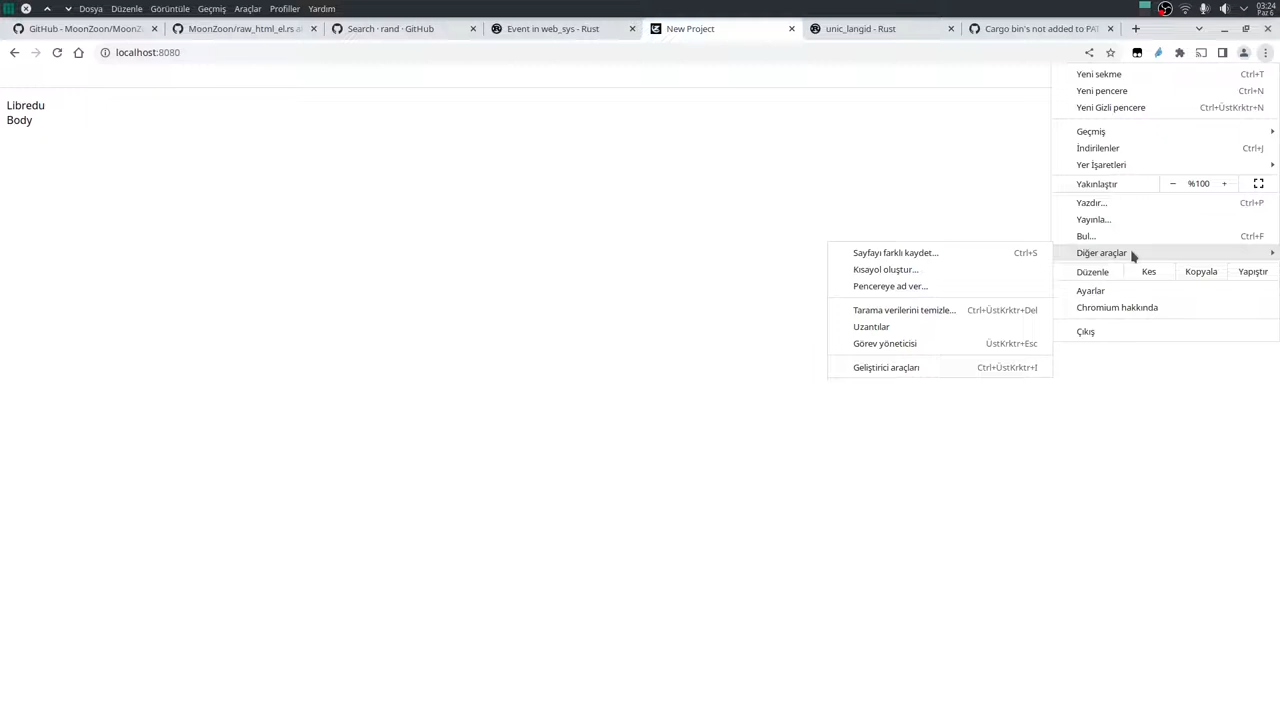 Dosya Düzenle Görüntüle Geçmiş Araçlar Profiller Yardım
03:24
Paz 6
GitHub - MoonZoon/MoonZ
MoonZoon/raw_html_el.rs a
Search · rand · GitHub
Event in web_sys - Rust
New Project
unic_langid - Rust
Cargo bin's not added to PA
localhost:8080
Libredu
Body
Yeni sekme Ctrl+T
Yeni pencere Ctrl+N
Yeni Gizli pencere Ctrl+ÜstKrktr+N
Geçmiş
İndirilenler Ctrl+J
Yer İşaretleri
Yakınlaştır − %100 +
Yazdır... Ctrl+P
Yayınla...
Bul... Ctrl+F
Diğer araçlar
Düzenle Kes Kopyala Yapıştır
Ayarlar
Chromium hakkında
Çıkış
Sayfayı farklı kaydet... Ctrl+S
Kısayol oluştur...
Pencereye ad ver...
Tarama verilerini temizle... Ctrl+ÜstKrktr+Del
Uzantılar
Görev yöneticisi ÜstKrktr+Esc
Geliştirici araçları Ctrl+ÜstKrktr+I